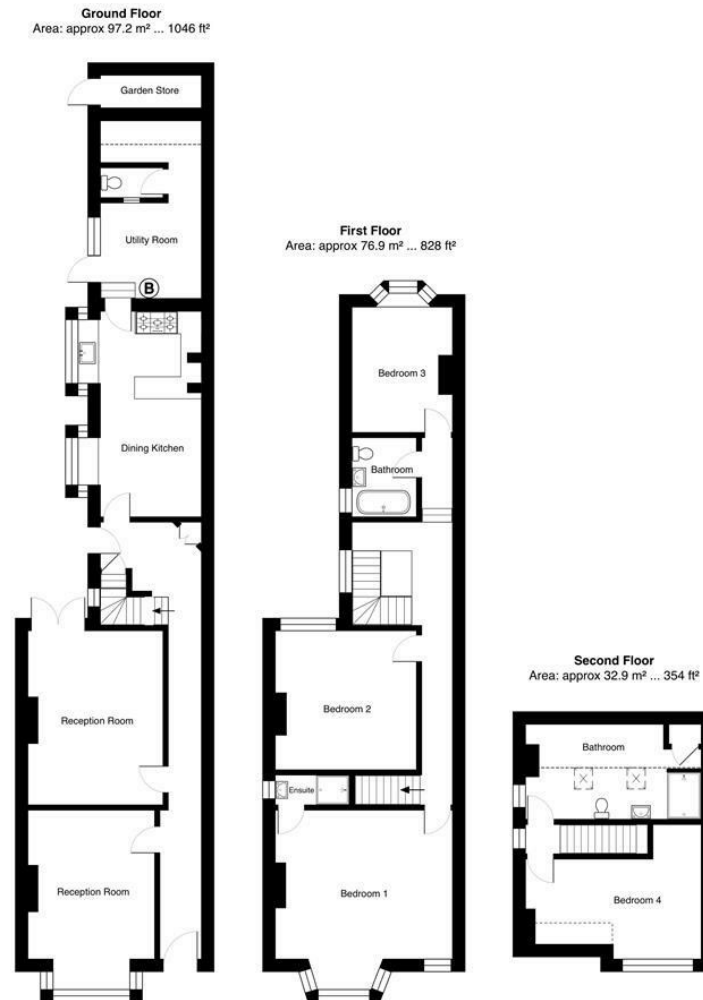 Ground Floor
Area: approx 97.2 m² ... 1046 ft²
Garden Store
Utility Room
B
Dining Kitchen
Reception Room
Reception Room
First Floor
Area: approx 76.9 m² ... 828 ft²
Bedroom 3
Bathroom
Bedroom 2
Ensuite
Bedroom 1
Second Floor
Area: approx 32.9 m² ... 354 ft²
Bathroom
Bedroom 4